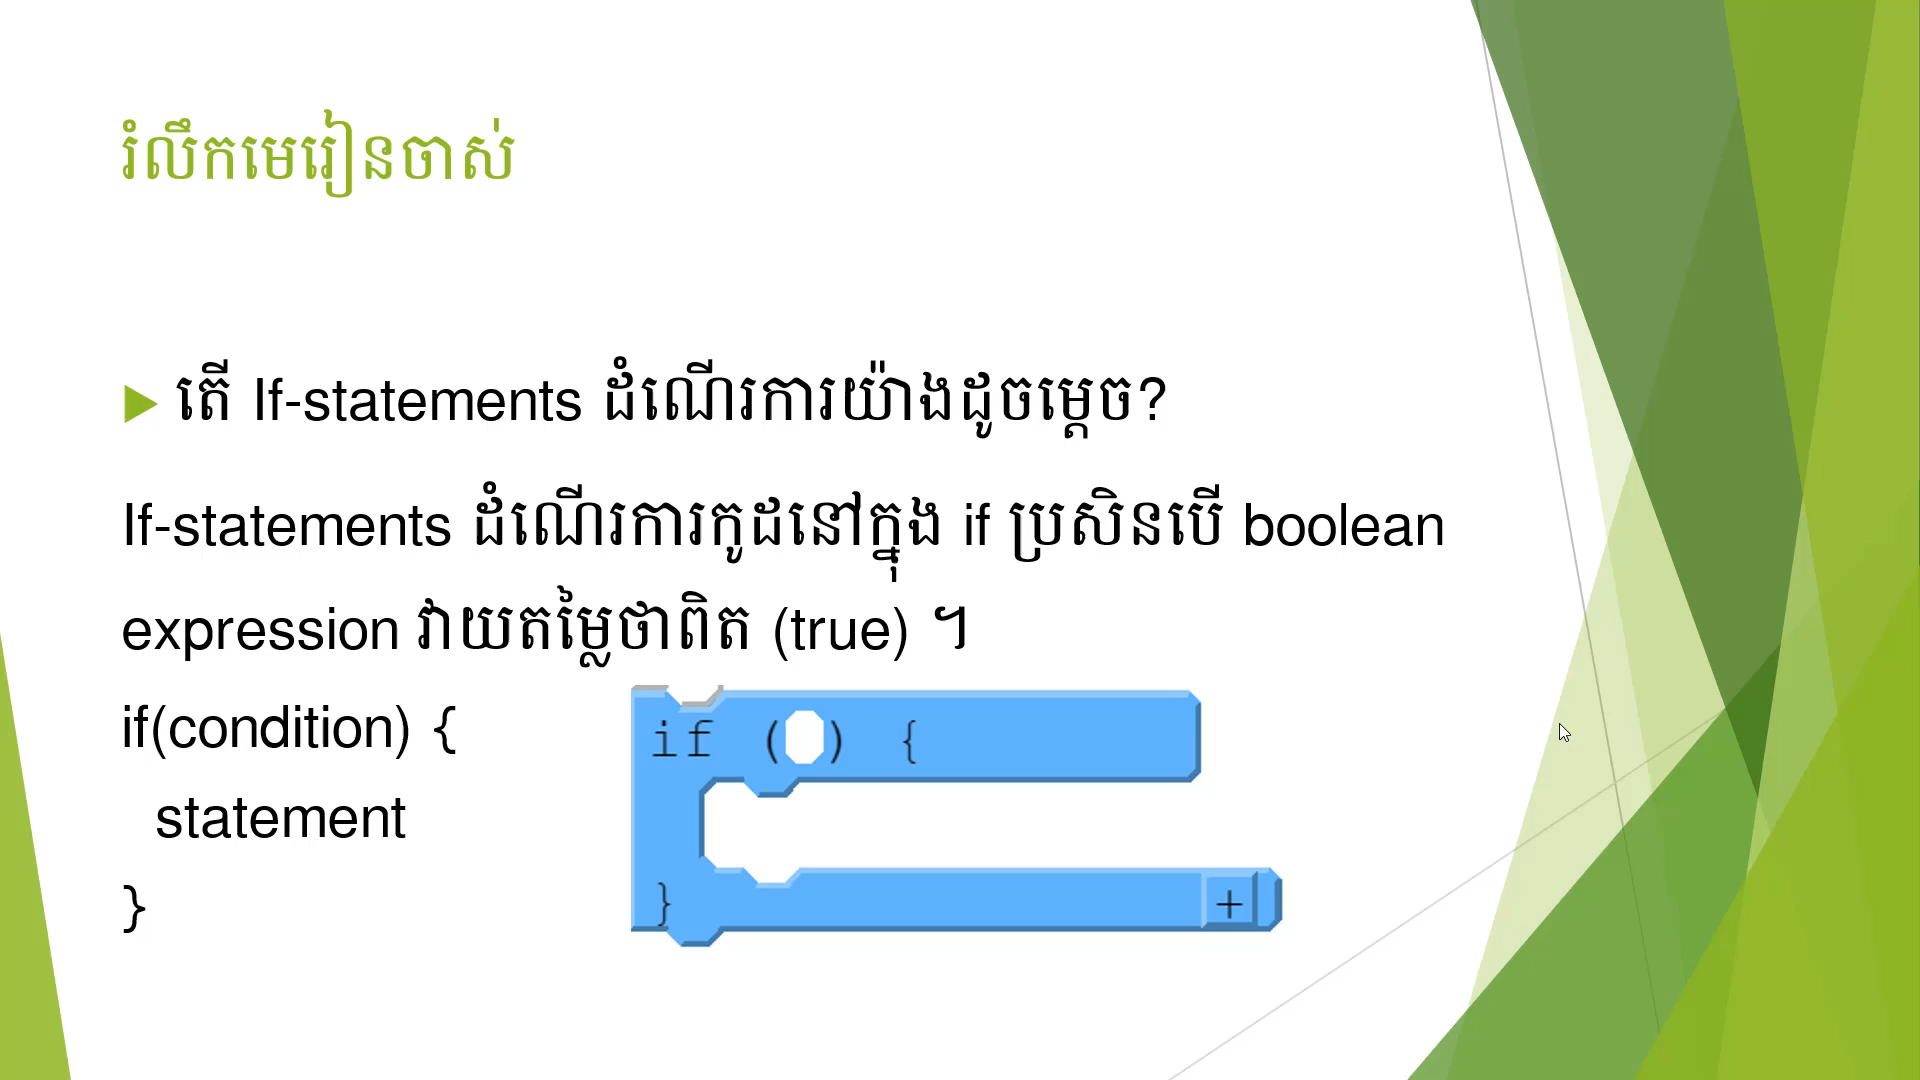 រំលឹកមេរៀនចាស់
តើ If-statements ដំណើរការយ៉ាងដូចម្ដេច?
If-statements ដំណើរការកូដនៅក្នុង if ប្រសិនបើ boolean
expression វាយតម្លៃថាពិត (true) ។
if(condition) {
statement
}
if ( ) {
}
+